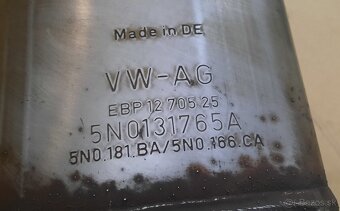 Made in DE
VW-AG
EBP 12 705 25
5N0131765A
5N0.181.BA/5N0.166.CA